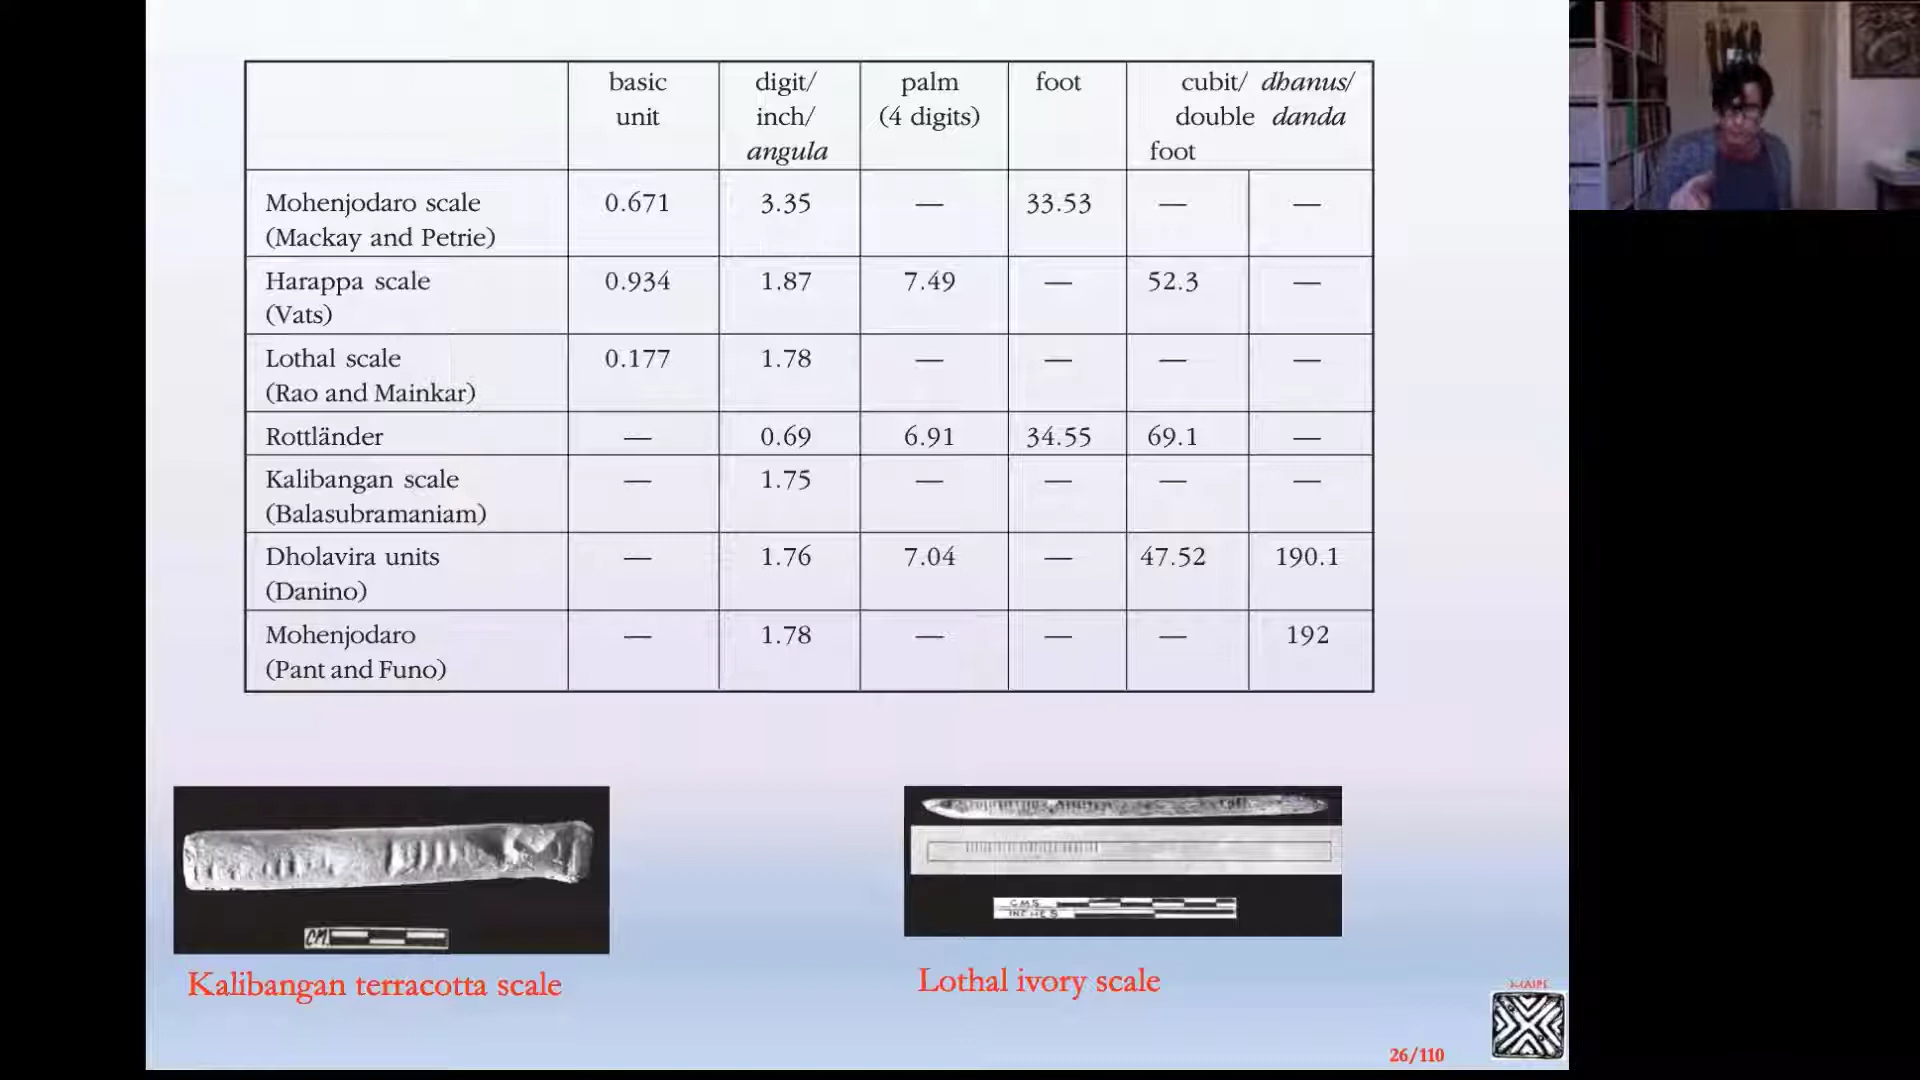 basic digit/ palm foot cubit/ dhanus/
unit inch/ (4 digits) double danda
angula foot
Mohenjodaro scale 0.671 3.35 — 33.53 — —
(Mackay and Petrie)
Harappa scale 0.934 1.87 7.49 — 52.3 —
(Vats)
Lothal scale 0.177 1.78 — — — —
(Rao and Mainkar)
Rottländer — 0.69 6.91 34.55 69.1 —
Kalibangan scale — 1.75 — — — —
(Balasubramaniam)
Dholavira units — 1.76 7.04 — 47.52 190.1
(Danino)
Mohenjodaro — 1.78 — — — 192
(Pant and Funo)
CM.
CMS
INCHES
Kalibangan terracotta scale
Lothal ivory scale
26/110